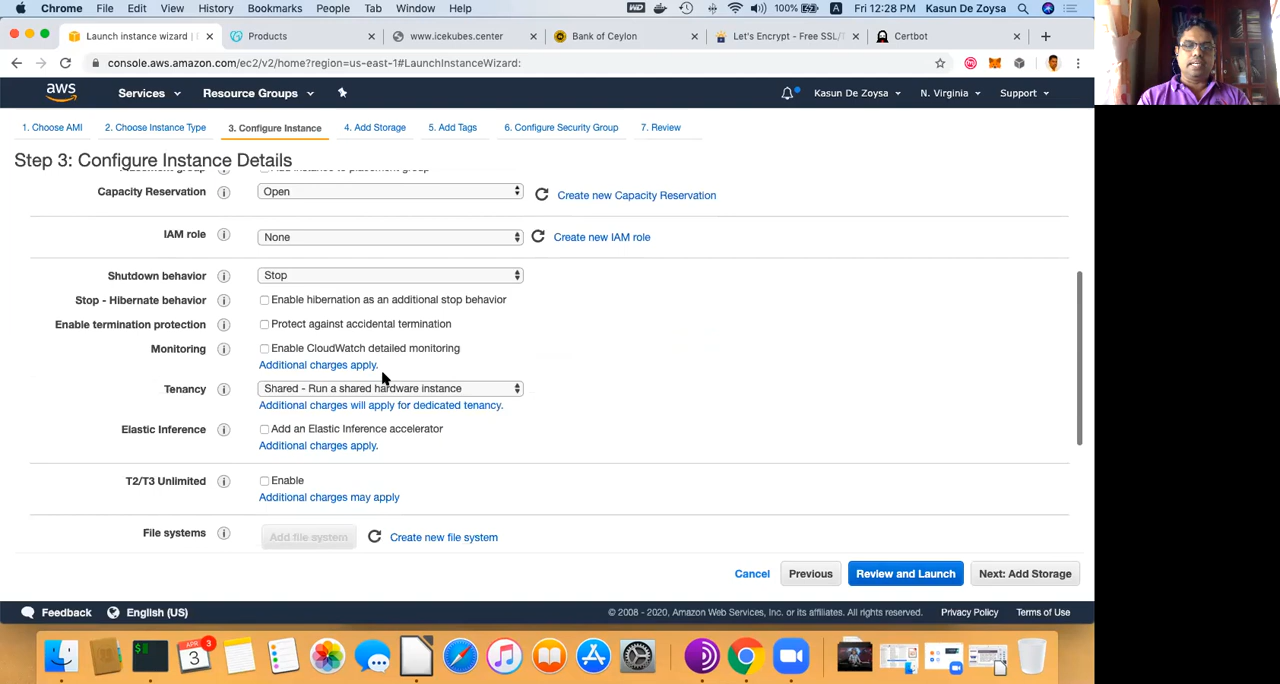 Chrome File Edit View History Bookmarks People Tab Window Help 100% A Fri 12:28 PM Kasun De Zoysa
Launch instance wizard Products www.icekubes.center Bank of Ceylon Let's Encrypt - Free SSL/T Certbot
console.aws.amazon.com/ec2/v2/home?region=us-east-1#LaunchInstanceWizard:
aws Services Resource Groups Kasun De Zoysa N. Virginia Support
1. Choose AMI 2. Choose Instance Type 3. Configure Instance 4. Add Storage 5. Add Tags 6. Configure Security Group 7. Review
Step 3: Configure Instance Details
Capacity Reservation Open Create new Capacity Reservation
IAM role None Create new IAM role
Shutdown behavior Stop
Stop - Hibernate behavior Enable hibernation as an additional stop behavior
Enable termination protection Protect against accidental termination
Monitoring Enable CloudWatch detailed monitoring
Additional charges apply.
Tenancy Shared - Run a shared hardware instance
Additional charges will apply for dedicated tenancy.
Elastic Inference Add an Elastic Inference accelerator
Additional charges apply.
T2/T3 Unlimited Enable
Additional charges may apply
File systems Add file system Create new file system
Cancel Previous Review and Launch Next: Add Storage
Feedback English (US) © 2008 - 2020, Amazon Web Services, Inc. or its affiliates. All rights reserved. Privacy Policy Terms of Use
APR 3
3